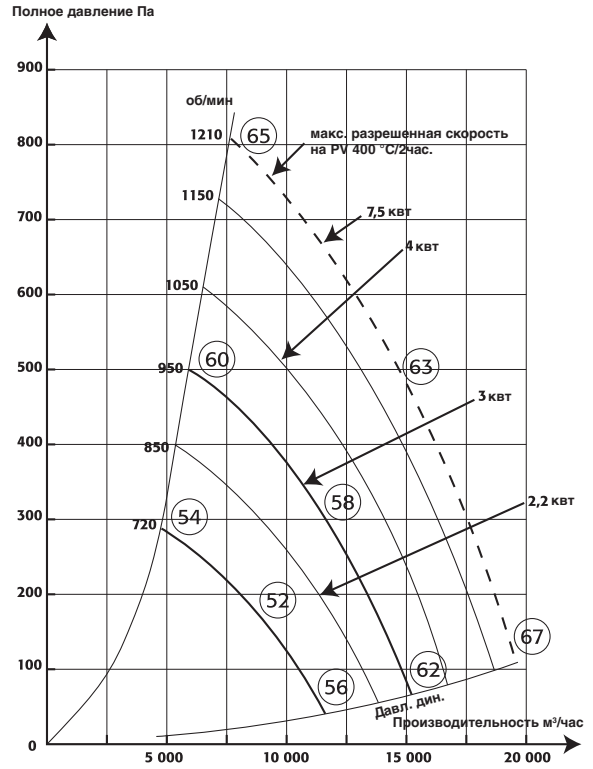 Полное давление Па
900
об/мин
1210
65
макс. разрешенная скорость
на PV 400 °C/2час.
800
1150
7,5 квт
700
4 квт
600
1050
60
63
500
950
3 квт
400
850
58
2,2 квт
300
720
54
200
52
67
100
56
62
Давл. дин.
Производительность м³/час
0
5 000
10 000
15 000
20 000